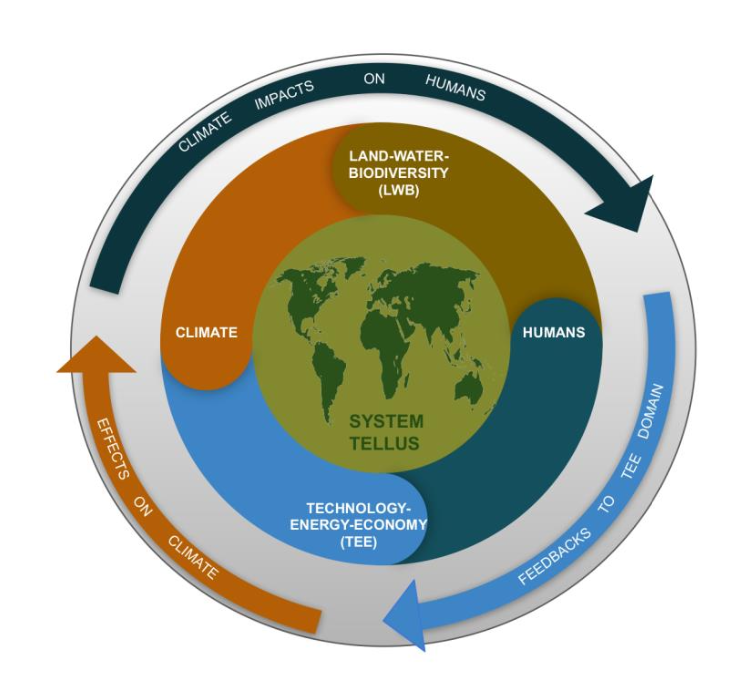 CLIMATE IMPACTS ON HUMANS
LAND-WATER-
BIODIVERSITY
(LWB)
CLIMATE
HUMANS
SYSTEM
TELLUS
TECHNOLOGY-
ENERGY-ECONOMY
(TEE)
FEEDBACKS TO TEE DOMAIN
EFFECTS ON CLIMATE